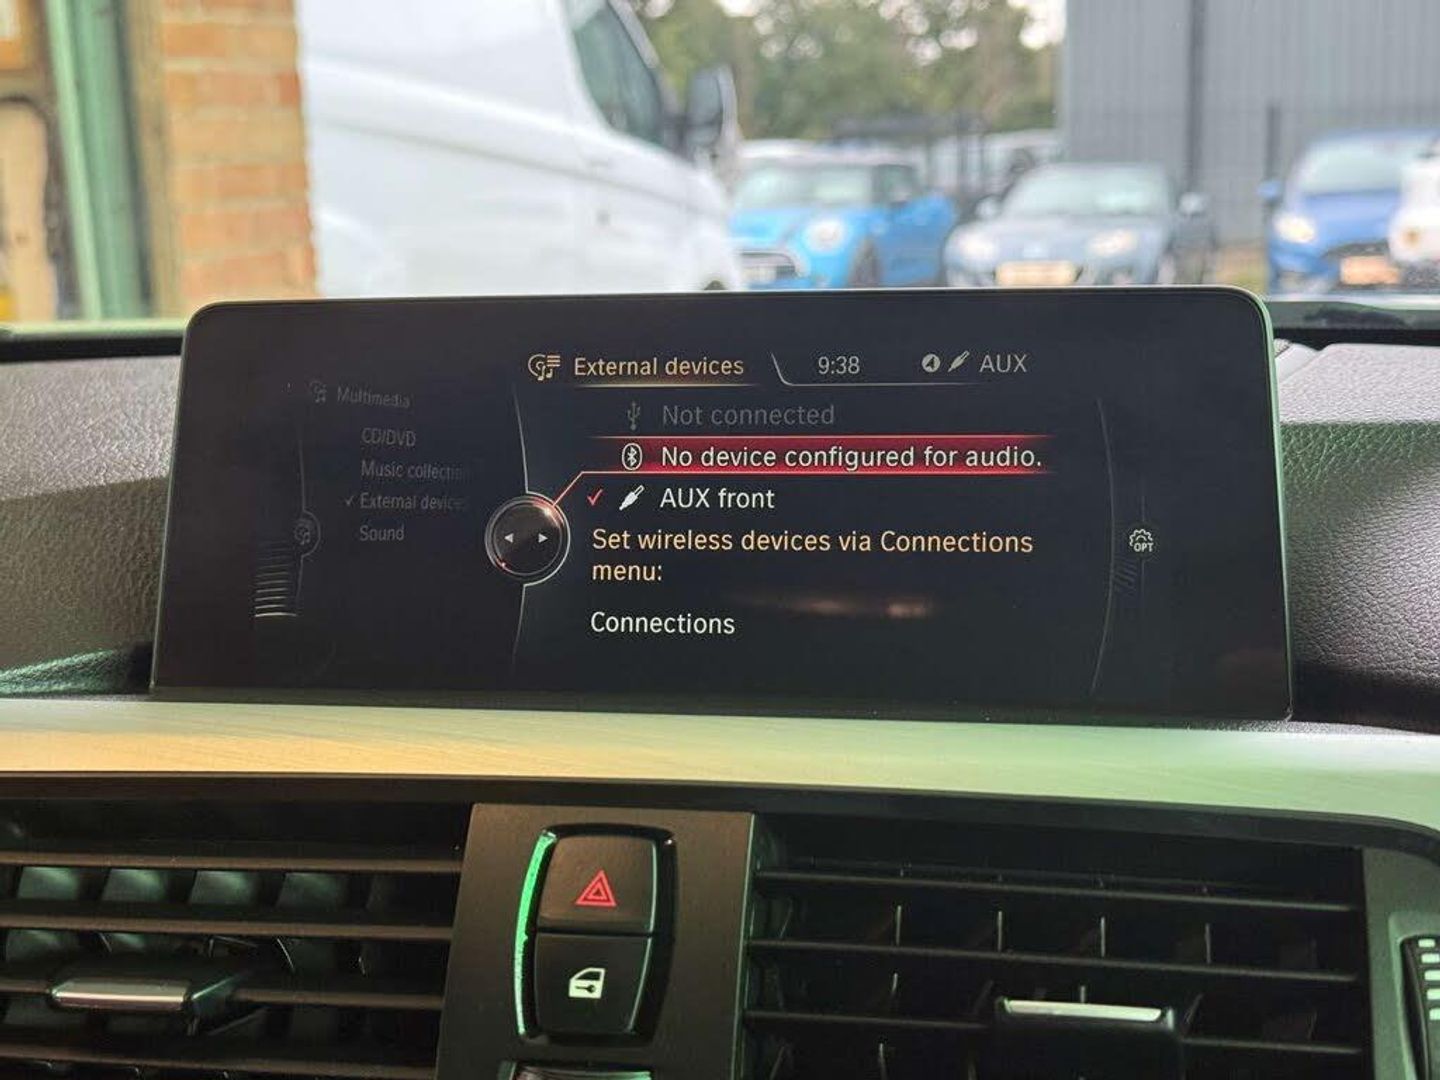 External devices
9:38
AUX
Multimedia
CD/DVD
Music collection
External devices
Sound
Not connected
No device configured for audio.
AUX front
Set wireless devices via Connections
menu:
Connections
OPT